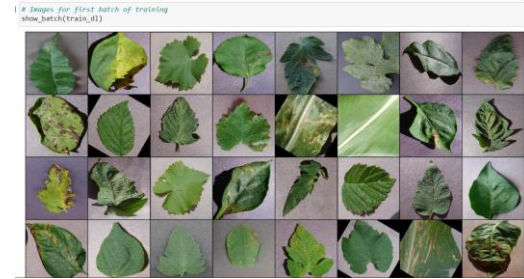 # Images for first batch of training
show_batch(train_dl)